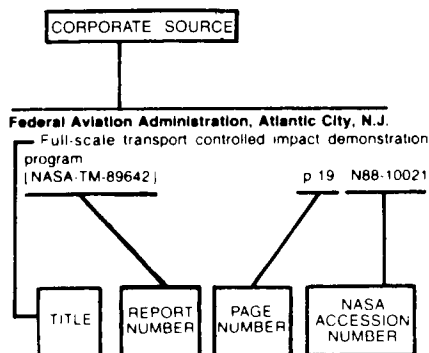 CORPORATE SOURCE
Federal Aviation Administration, Atlantic City, N.J.
Full-scale transport controlled impact demonstration
program
[NASA-TM-89642] p 19 N88-10021
TITLE
REPORT
NUMBER
PAGE
NUMBER
NASA
ACCESSION
NUMBER